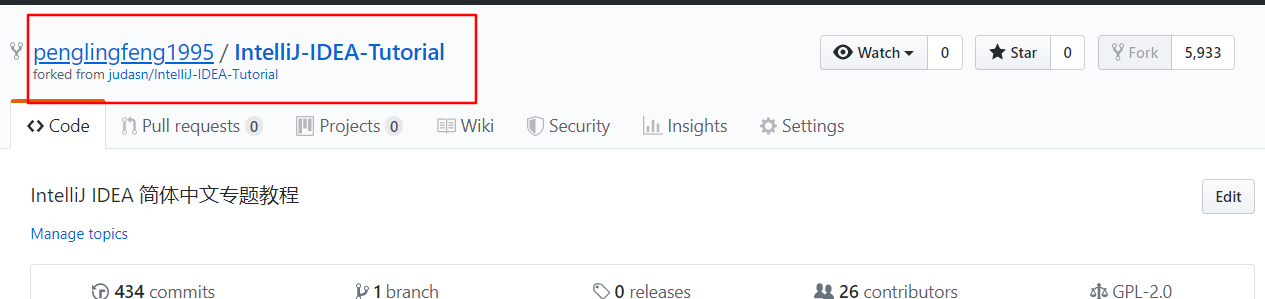 penglingfeng1995 / IntelliJ-IDEA-Tutorial
forked from judasn/IntelliJ-IDEA-Tutorial
Watch 0 Star 0 Fork 5,933
Code Pull requests 0 Projects 0 Wiki Security Insights Settings
IntelliJ IDEA 简体中文专题教程
Edit
Manage topics
434 commits 1 branch 0 releases 26 contributors GPL-2.0